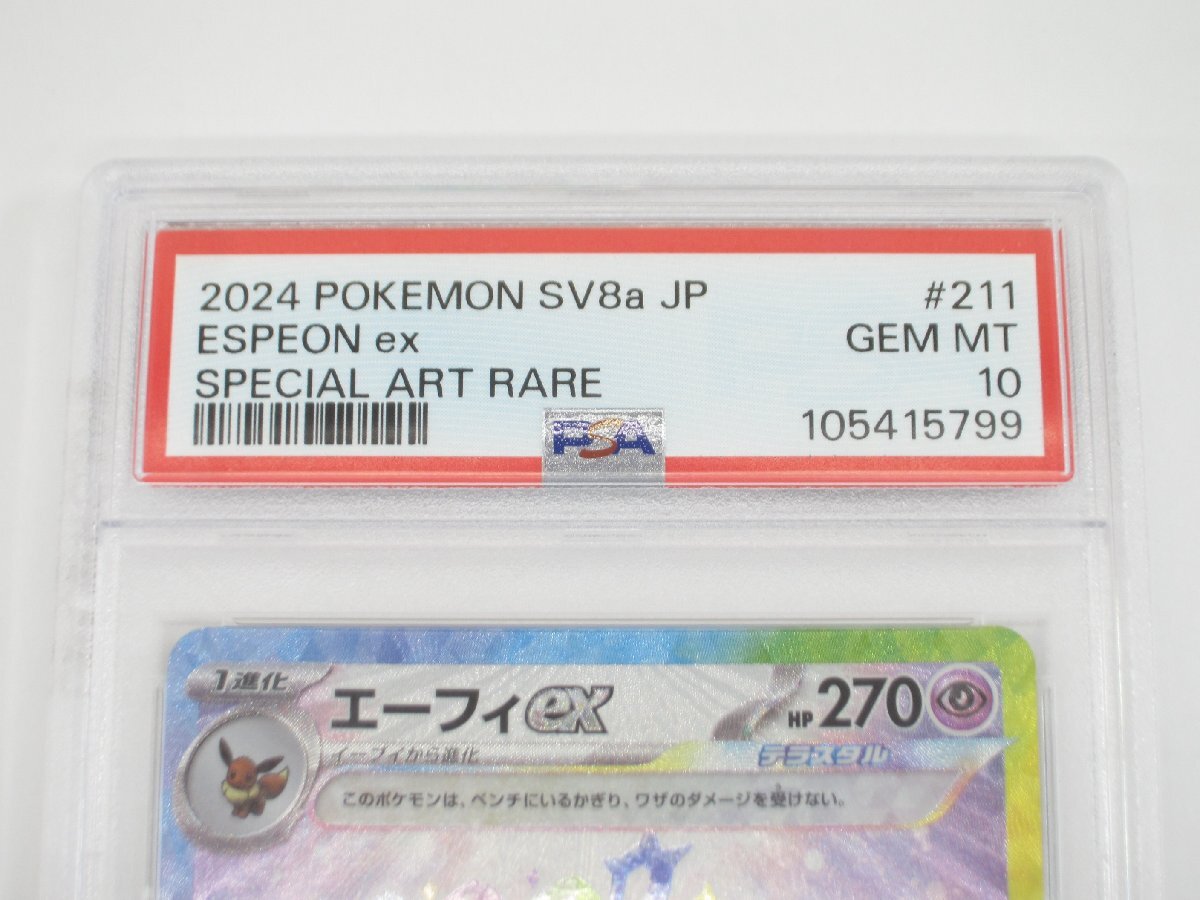 2024 POKEMON SV8a JP #211
ESPEON ex GEM MT
SPECIAL ART RARE 10
105415799
PSA
1進化 エーフィex HP 270
イーブイから進化 テラスタル
このポケモンは、ベンチにいるかぎり、ワザのダメージを受けない。